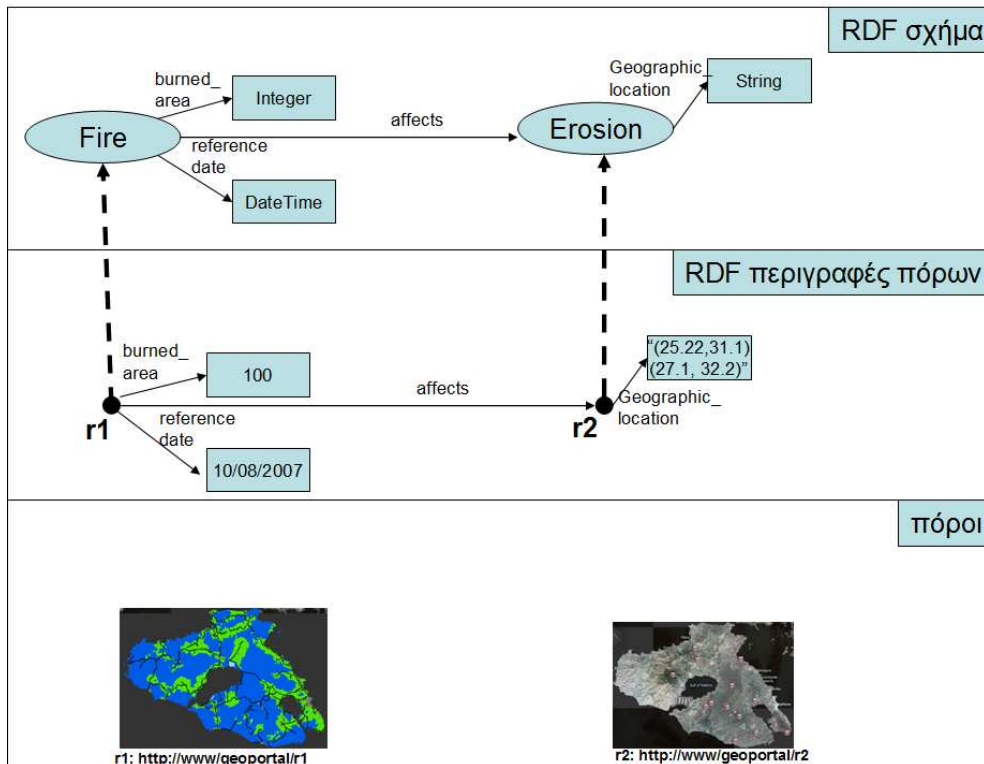 RDF σχήμα
burned_
area
Integer
Fire
reference
date
DateTime
affects
Geographic_
location
String
Erosion
RDF περιγραφές πόρων
burned_
area
100
r1
reference
date
10/08/2007
affects
r2
"(25.22,31.1)
(27.1, 32.2)"
Geographic_
location
πόροι
r1: http://www/geoportal/r1
r2: http://www/geoportal/r2